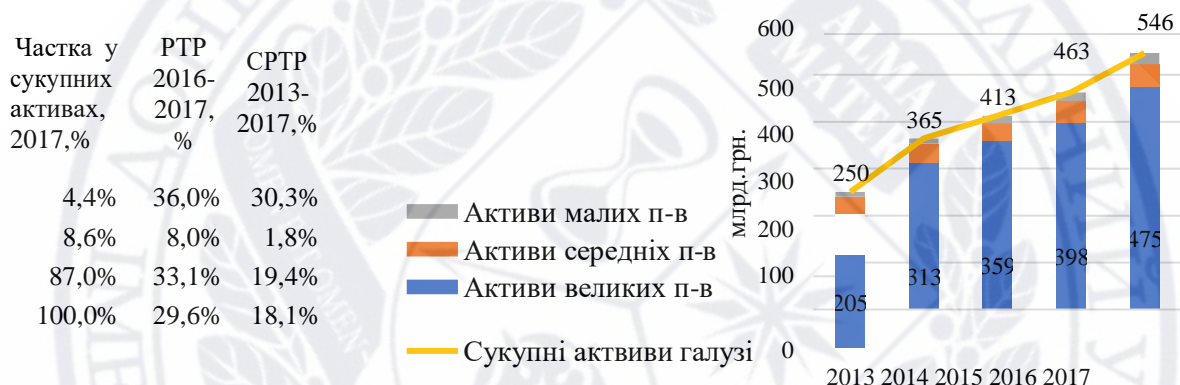 Частка у
сукупних
активах,
2017,%
РТР
2016-
2017,
%
СРТР
2013-
2017,%
4,4% 36,0% 30,3%
8,6% 8,0% 1,8%
87,0% 33,1% 19,4%
100,0% 29,6% 18,1%
Активи малих п-в
Активи середніх п-в
Активи великих п-в
Сукупні актвиви галузі
млрд.грн.
600
500
400
300
200
100
0
250
365
413
463
546
205
313
359
398
475
2013 2014 2015 2016 2017